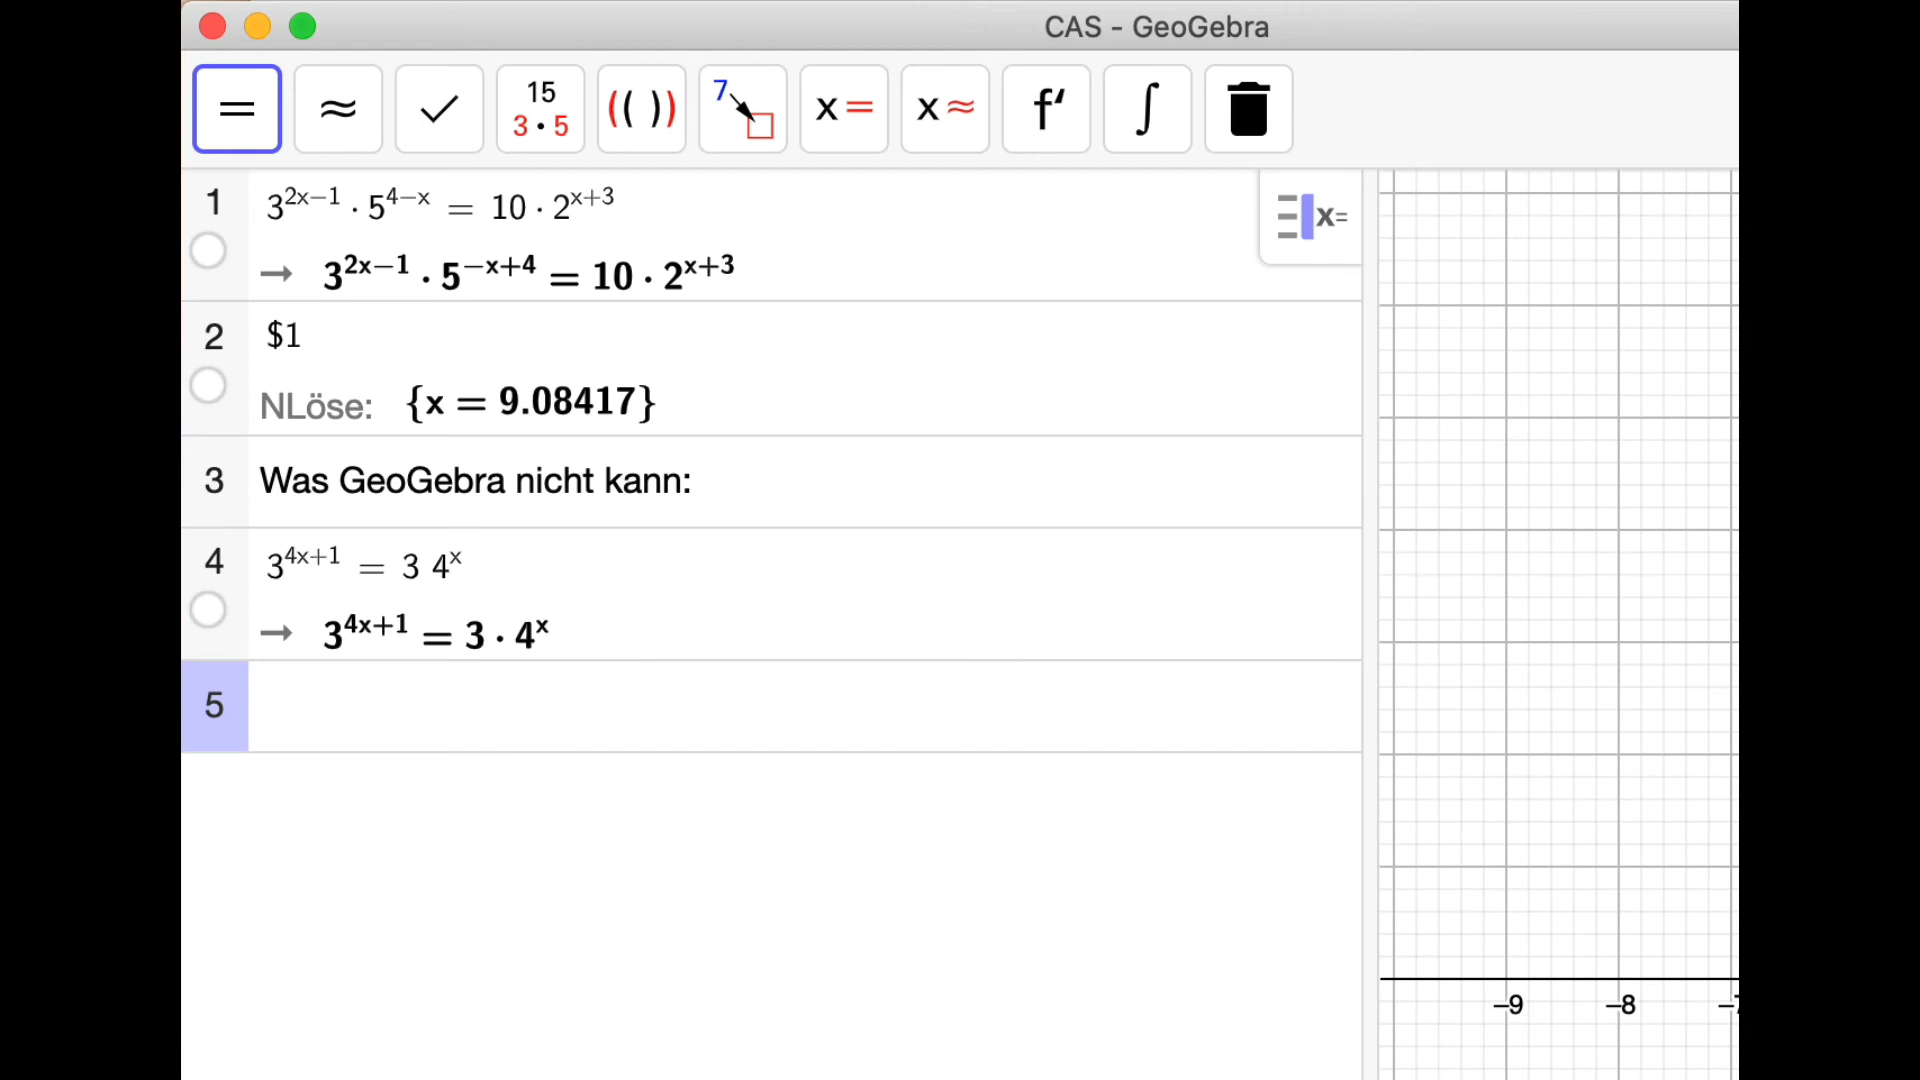 CAS - GeoGebra
= ≈ ✓ 15 3 · 5 (( )) 7 x = x ≈ f′ ∫
1 3^{2x−1} · 5^{4−x} = 10 · 2^{x+3}
x=
→ 3^{2x−1} · 5^{−x+4} = 10 · 2^{x+3}
2 $1
NLöse: {x = 9.08417}
3 Was GeoGebra nicht kann:
4 3^{4x+1} = 3 4^x
→ 3^{4x+1} = 3 · 4^x
5
−9 −8